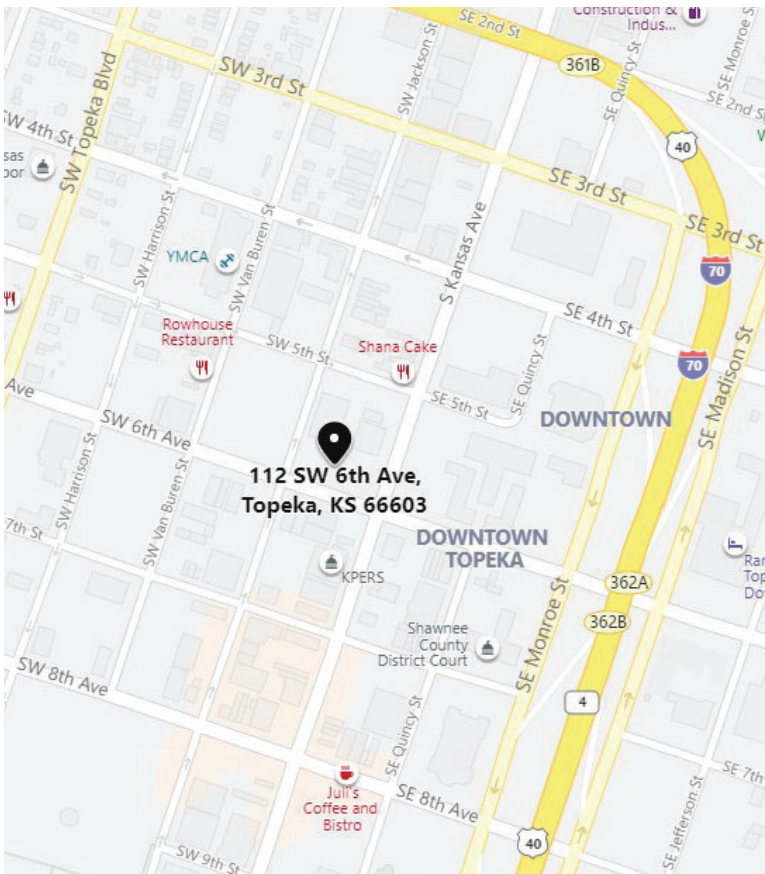 Construction &
Indus...
SE 2nd St
361B
SE Monroe St
SW Topeka Blvd
SW 3rd St
SW Jackson St
SE Quincy St
SE 2nd St
40
SW 4th St
SE 3rd St
SE 3rd St
SW Harrison St
YMCA
SW Van Buren St
S Kansas Ave
70
Rowhouse
Restaurant
SW 5th St
Shana Cake
SE 4th St
70
SE 5th St
SE Quincy St
SE Madison St
DOWNTOWN
Ave
SW 6th Ave
112 SW 6th Ave,
Topeka, KS 66603
SW Harrison St
SW Van Buren St
7th St
DOWNTOWN
TOPEKA
KPERS
362A
362B
Shawnee
County
District Court
SE Monroe St
SW 8th Ave
4
SE Quincy St
Juli's
Coffee and
Bistro
SE 8th Ave
SE 7th
SE Jefferson St
40
SW 9th St